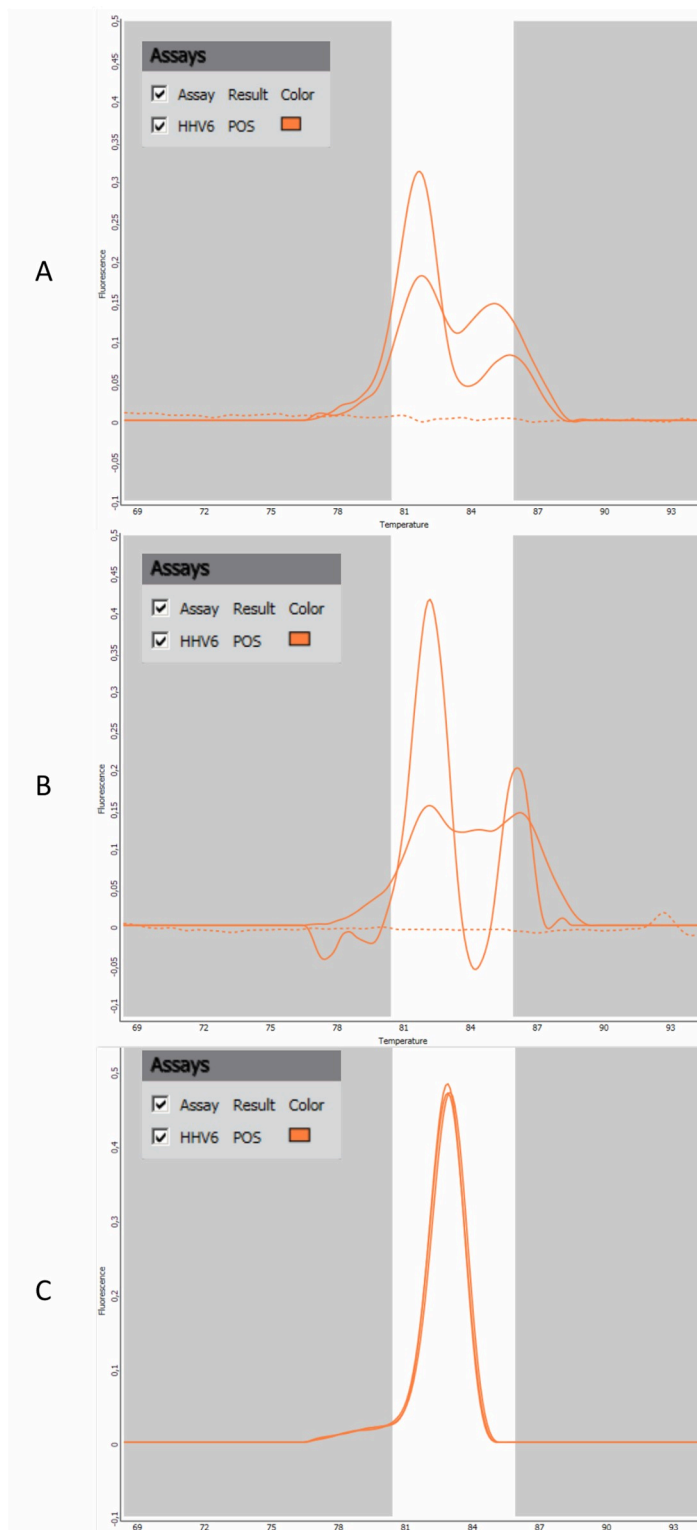 0,5
Assays
Assay Result Color
HHV6 POS
0,45
0,4
0,35
0,3
0,25
0,2
0,15
0,1
0,05
0
-0,05
-0,1
Fluorescence
A
69 72 75 78 81 84 87 90 93
Temperature
0,5
Assays
Assay Result Color
HHV6 POS
0,45
0,4
0,35
0,3
0,25
0,2
0,15
0,1
0,05
0
-0,05
-0,1
Fluorescence
B
69 72 75 78 81 84 87 90 93
Temperature
Assays
Assay Result Color
HHV6 POS
0,5
0,4
0,3
0,2
0,1
0
-0,1
Fluorescence
C
69 72 75 78 81 84 87 90 93